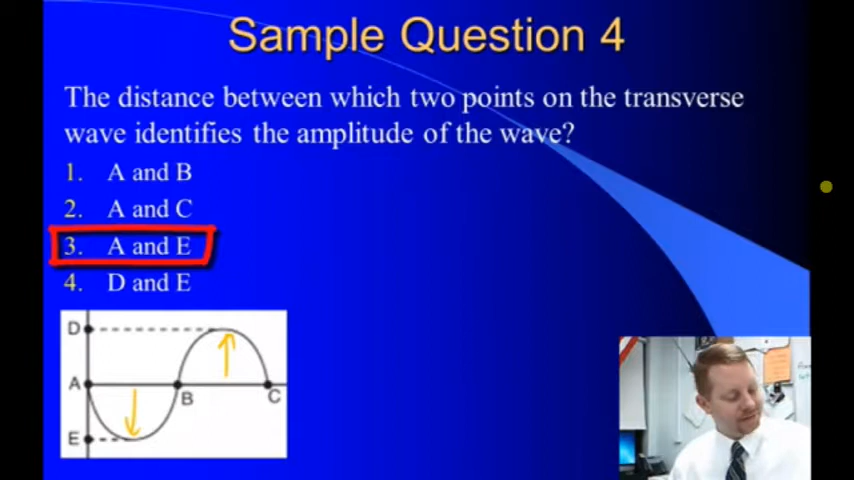 Sample Question 4
The distance between which two points on the transverse
wave identifies the amplitude of the wave?
1. A and B
2. A and C
3. A and E
4. D and E
D
A
B
C
E